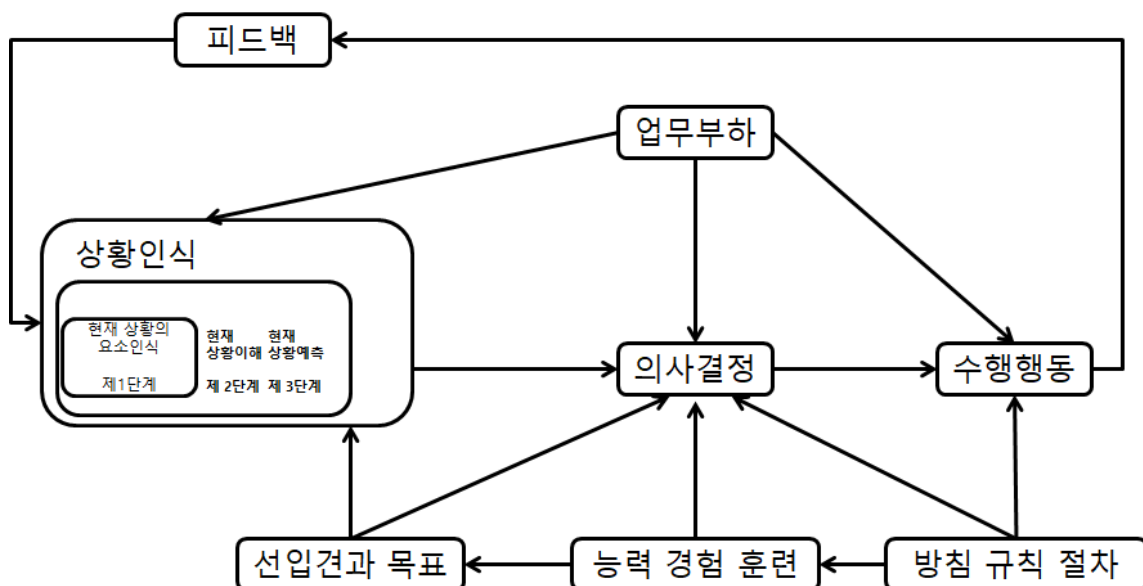 피드백
업무부하
상황인식
현재 상황의
요소인식
제1단계
현재
상황이해
제 2단계
현재
상황예측
제 3단계
의사결정
수행행동
선입견과 목표
능력 경험 훈련
방침 규칙 절차